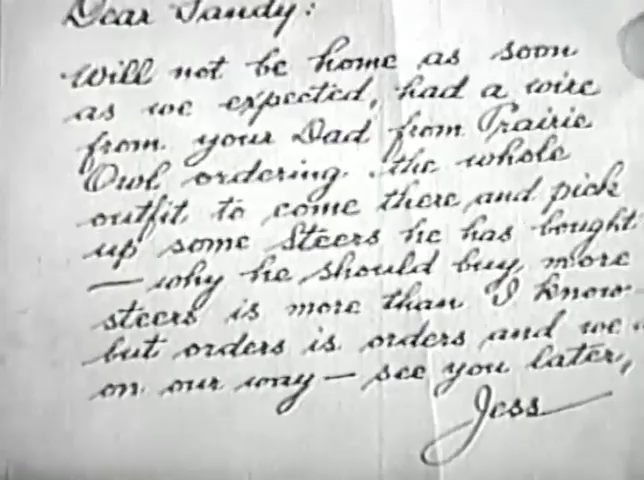 Dear Sandy:
Will not be home as soon
as we expected, had a wire
from your Dad from Prairie
Owl ordering the whole
outfit to come there and pick
up some steers he has bought
— why he should buy more
steers is more than I know —
but orders is orders and we
on our way — see you later,
Jess